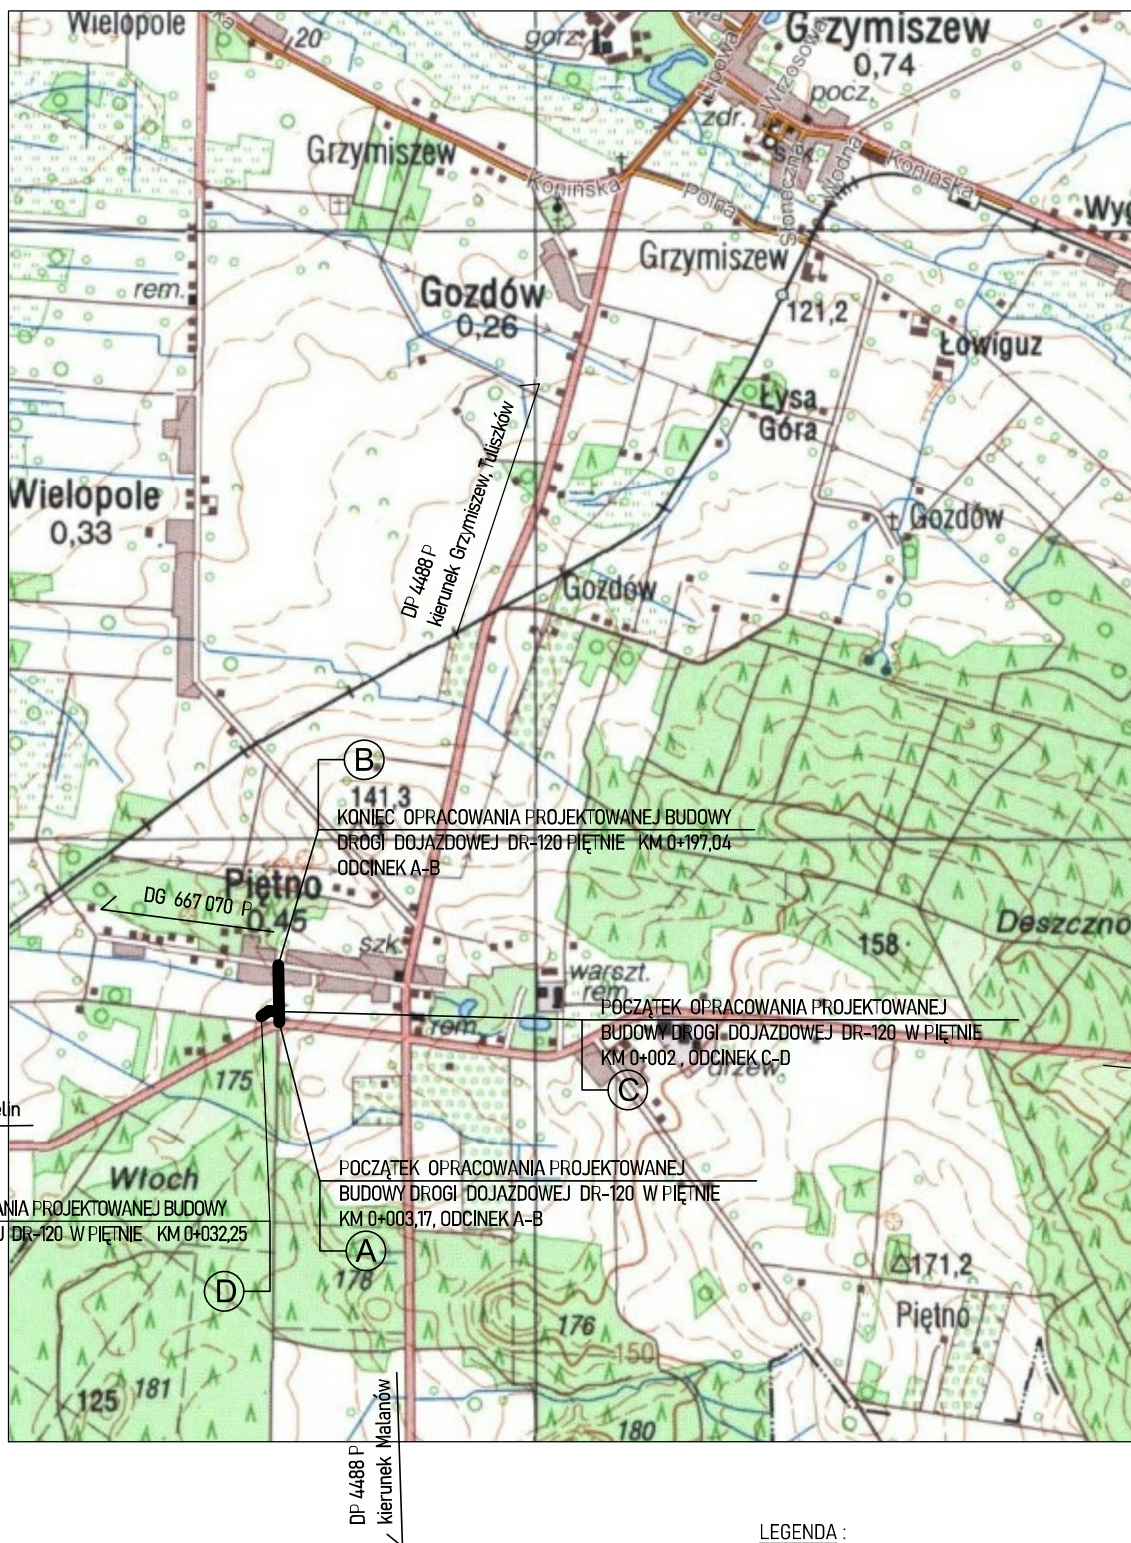 Wielopole
20
gorz.
Lipowa
Wrzosowa
Grzymiszew
0,74
pocz.
zdr.
Grzymiszew
Konińska
Polna
Słoneczna
Wodna
Konińska
Wyg
rem.
Gozdów
0,26
Grzymiszew
121,2
Łowiguz
Łysa
Góra
Wielopole
0,33
DP 4488 P
kierunek Grzymiszew, Tuliszków
Gozdów
Gozdów
B
141,3
KONIEC OPRACOWANIA PROJEKTOWANEJ BUDOWY
DROGI DOJAZDOWEJ DR-120 PIĘTNIE KM 0+197,04
ODCINEK A-B
Piętno
0,45
DG 667 070 P
szk.
158
Deszczno
warszt.
rem.
rem.
POCZĄTEK OPRACOWANIA PROJEKTOWANEJ
BUDOWY DROGI DOJAZDOWEJ DR-120 W PIĘTNIE
KM 0+002 , ODCINEK C-D
drzew.
C
175
elin
Włoch
POCZĄTEK OPRACOWANIA PROJEKTOWANEJ
BUDOWY DROGI DOJAZDOWEJ DR-120 W PIĘTNIE
KM 0+003,17, ODCINEK A-B
ANIA PROJEKTOWANEJ BUDOWY
J DR-120 W PIĘTNIE KM 0+032,25
A
D
178
171,2
Piętno
176
150
125
181
180
DP 4488 P
kierunek Malanów
LEGENDA :